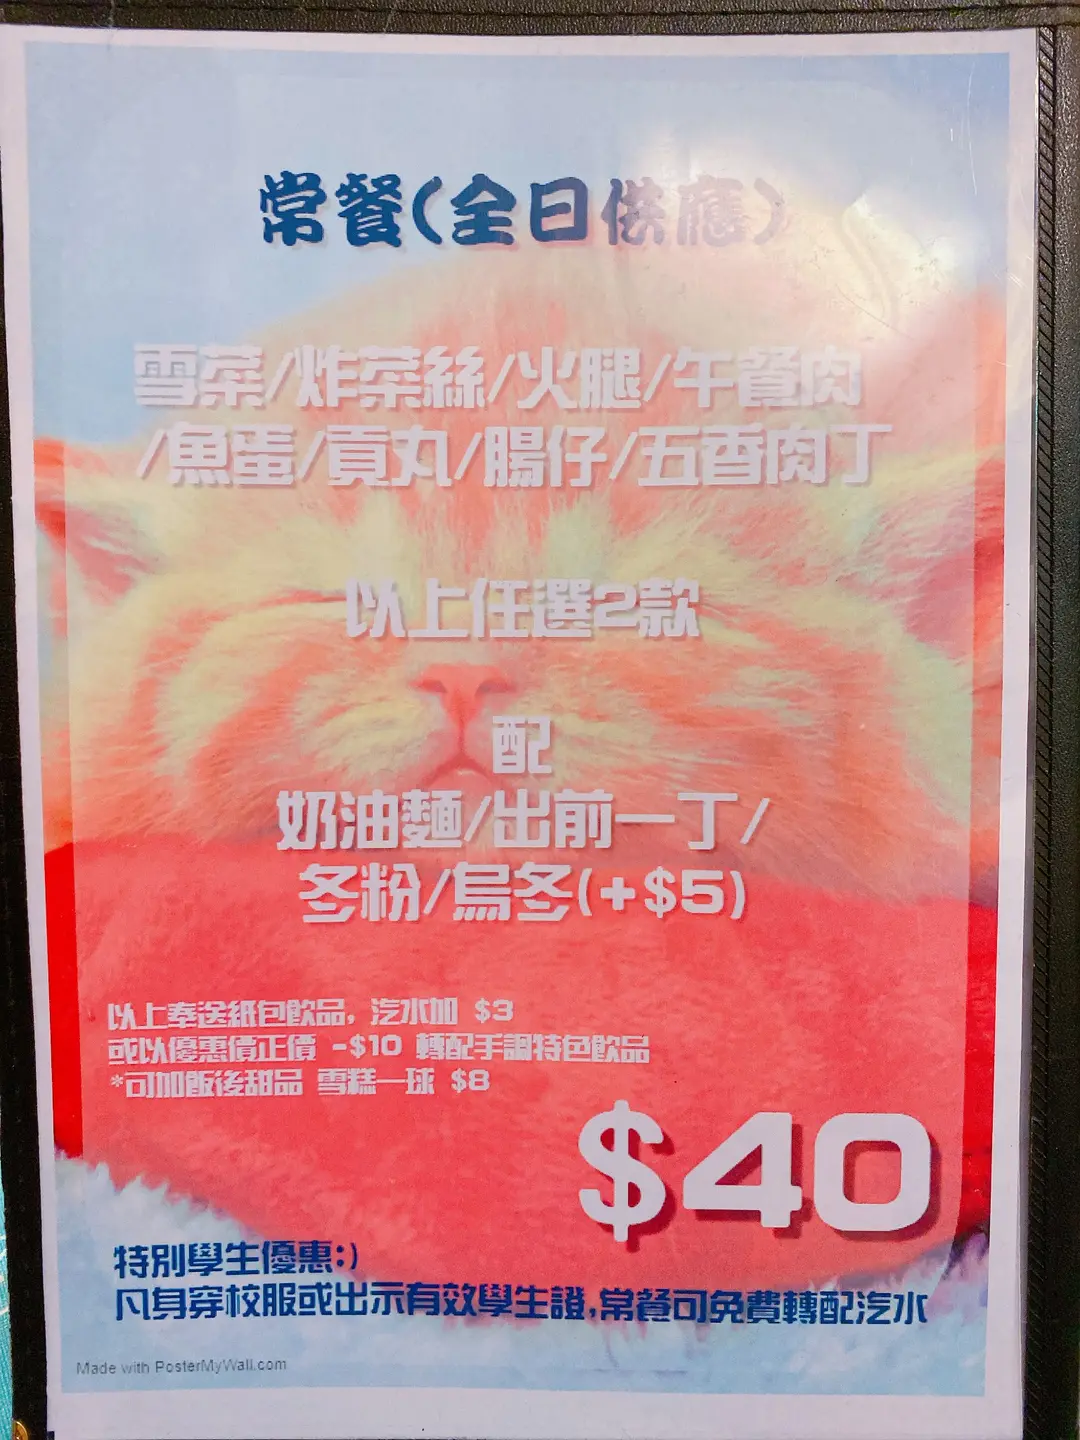 常餐(全日供應)
雪菜/炸菜絲/火腿/午餐肉
/魚蛋/貢丸/腸仔/五香肉丁
以上任選2款
配
奶油麵/出前一丁/
冬粉/烏冬(+$5)
以上奉送紙包飲品, 汽水加 $3
或以優惠價正價 -$10 轉配手調特色飲品
*可加飯後甜品 雪糕一球 $8
$40
特別學生優惠:)
凡身穿校服或出示有效學生證,常餐可免費轉配汽水
Made with PosterMyWall.com